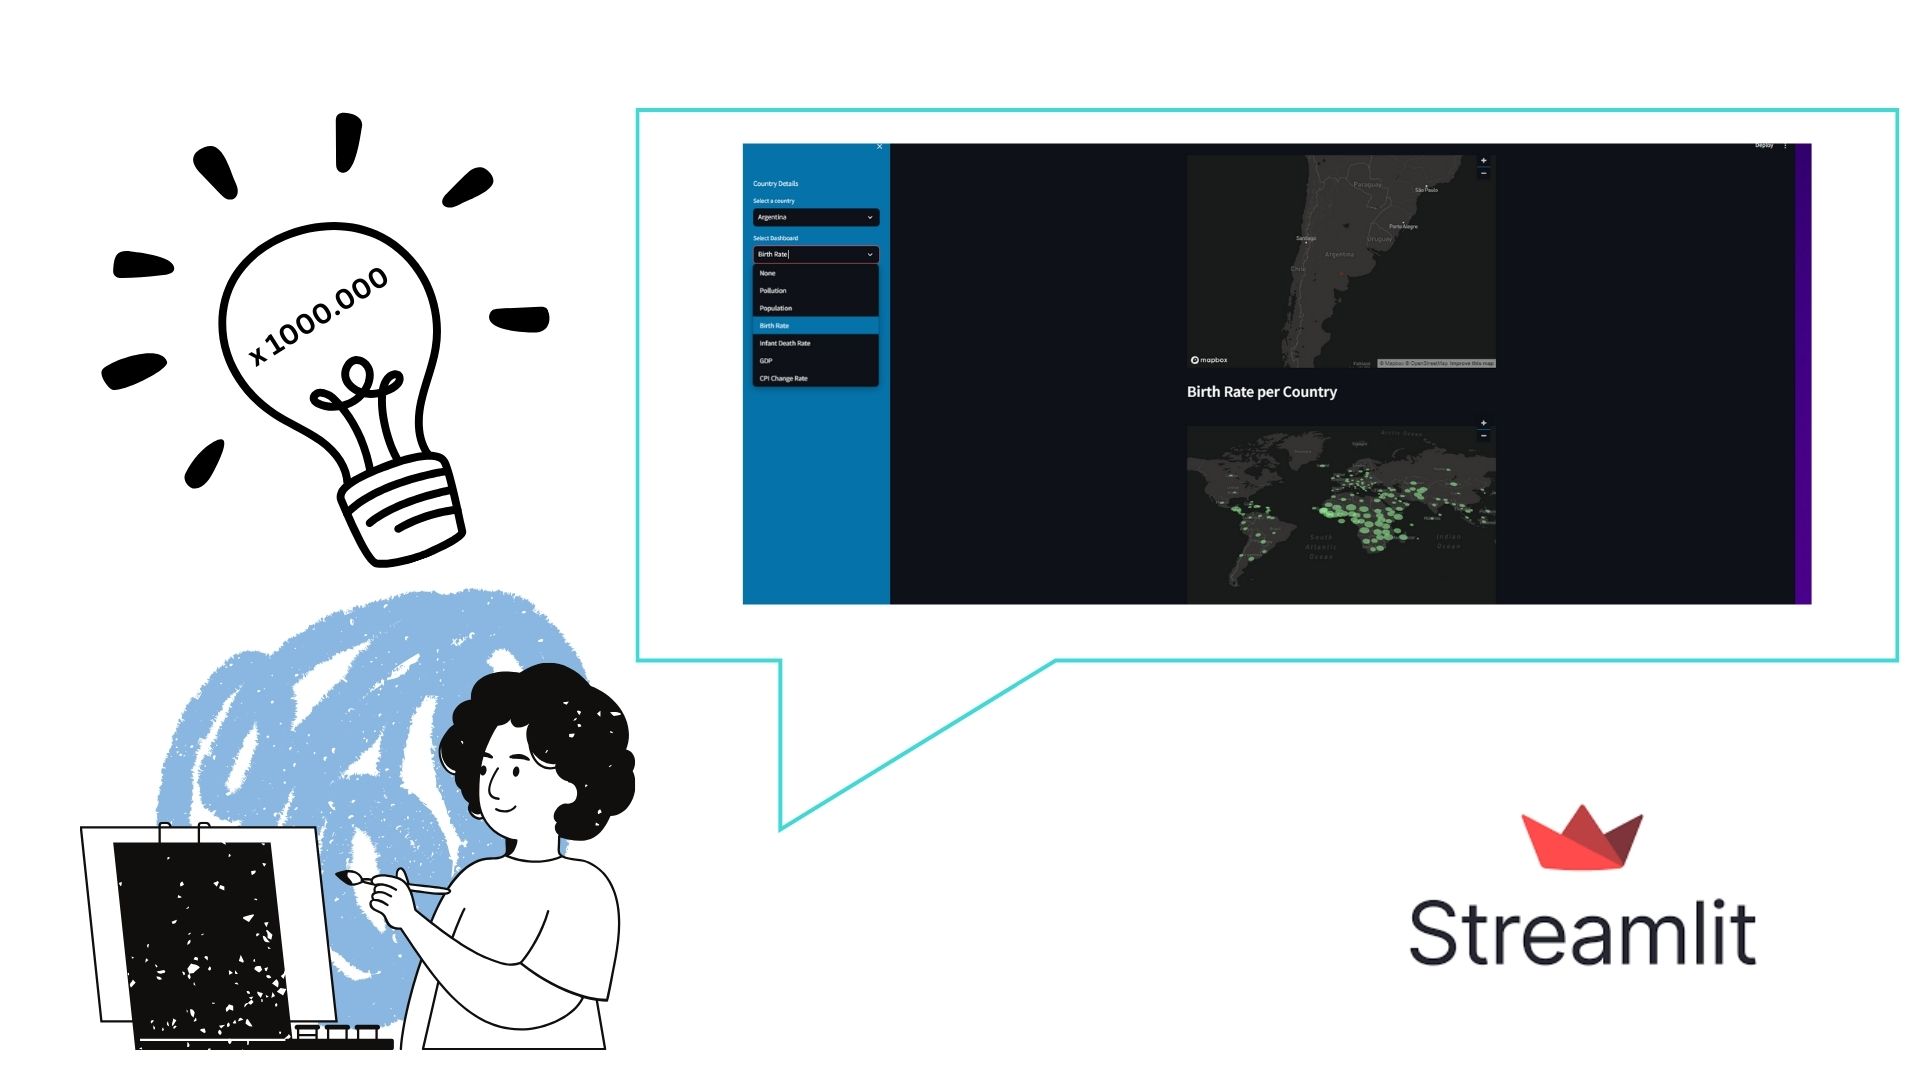 x1000.000
Deploy
Country Details
Select a country
Argentina
Select Dashboard
Birth Rate
None
Pollution
Population
Birth Rate
Infant Death Rate
GDP
CPI Change Rate
Paraguay
São Paulo
Porto Alegre
Santiago
Uruguay
Argentina
Chile
mapbox
© Mapbox © OpenStreetMap Improve this map
Birth Rate per Country
Arctic Ocean
South
Atlantic
Ocean
Indian
Ocean
Streamlit